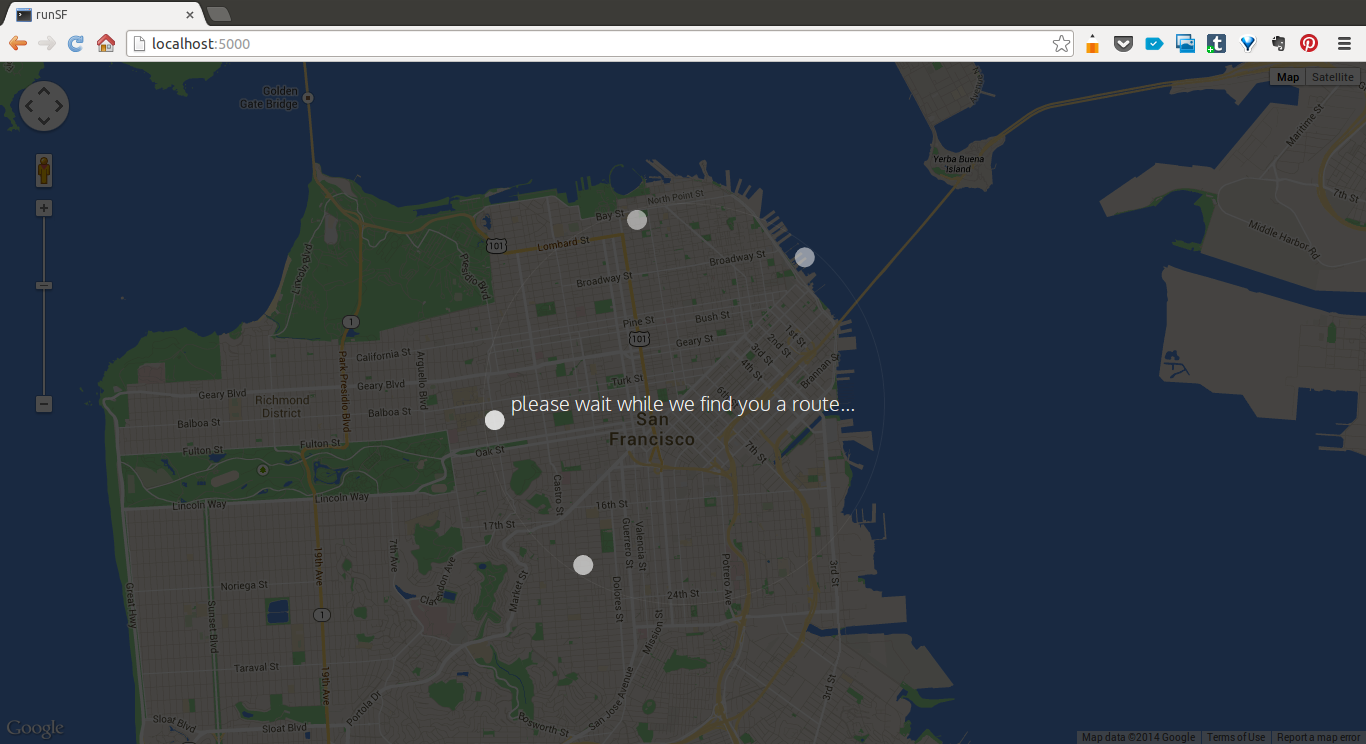 runSF
localhost:5000
Map
Satellite
Golden
Gate Bridge
Yerba Buena
Island
Maritime St
7th St
Middle Harbor Rd
North Point St
Bay St
101
Lombard St
Presidio Blvd
Lincoln Blvd
Broadway St
Broadway St
1
Pine St
Bush St
101
Geary St
1st St
2nd St
3rd St
4th St
Brannan St
California St
Park Presidio Blvd
Arguello Blvd
Geary Blvd
Geary Blvd
Turk St
6th
Richmond
District
Balboa St
Balboa St
please wait while we find you a route...
San
Francisco
Fulton St
Fulton St
Oak St
7th St
Lincoln Way
Lincoln Way
Castro St
16th St
17th St
Guerrero St
Valencia St
19th Ave
7th Ave
Clarendon Ave
Market St
Potrero Ave
3rd St
Noriega St
Great Hwy
Sunset Blvd
Dolores St
24th St
Mission St
1
Taraval St
19th Ave
Portola Dr
San Jose Avenue
3rd St
Sloat Blvd
Sloat Blvd
Bosworth St
Google
Map data ©2014 Google
Terms of Use
Report a map error